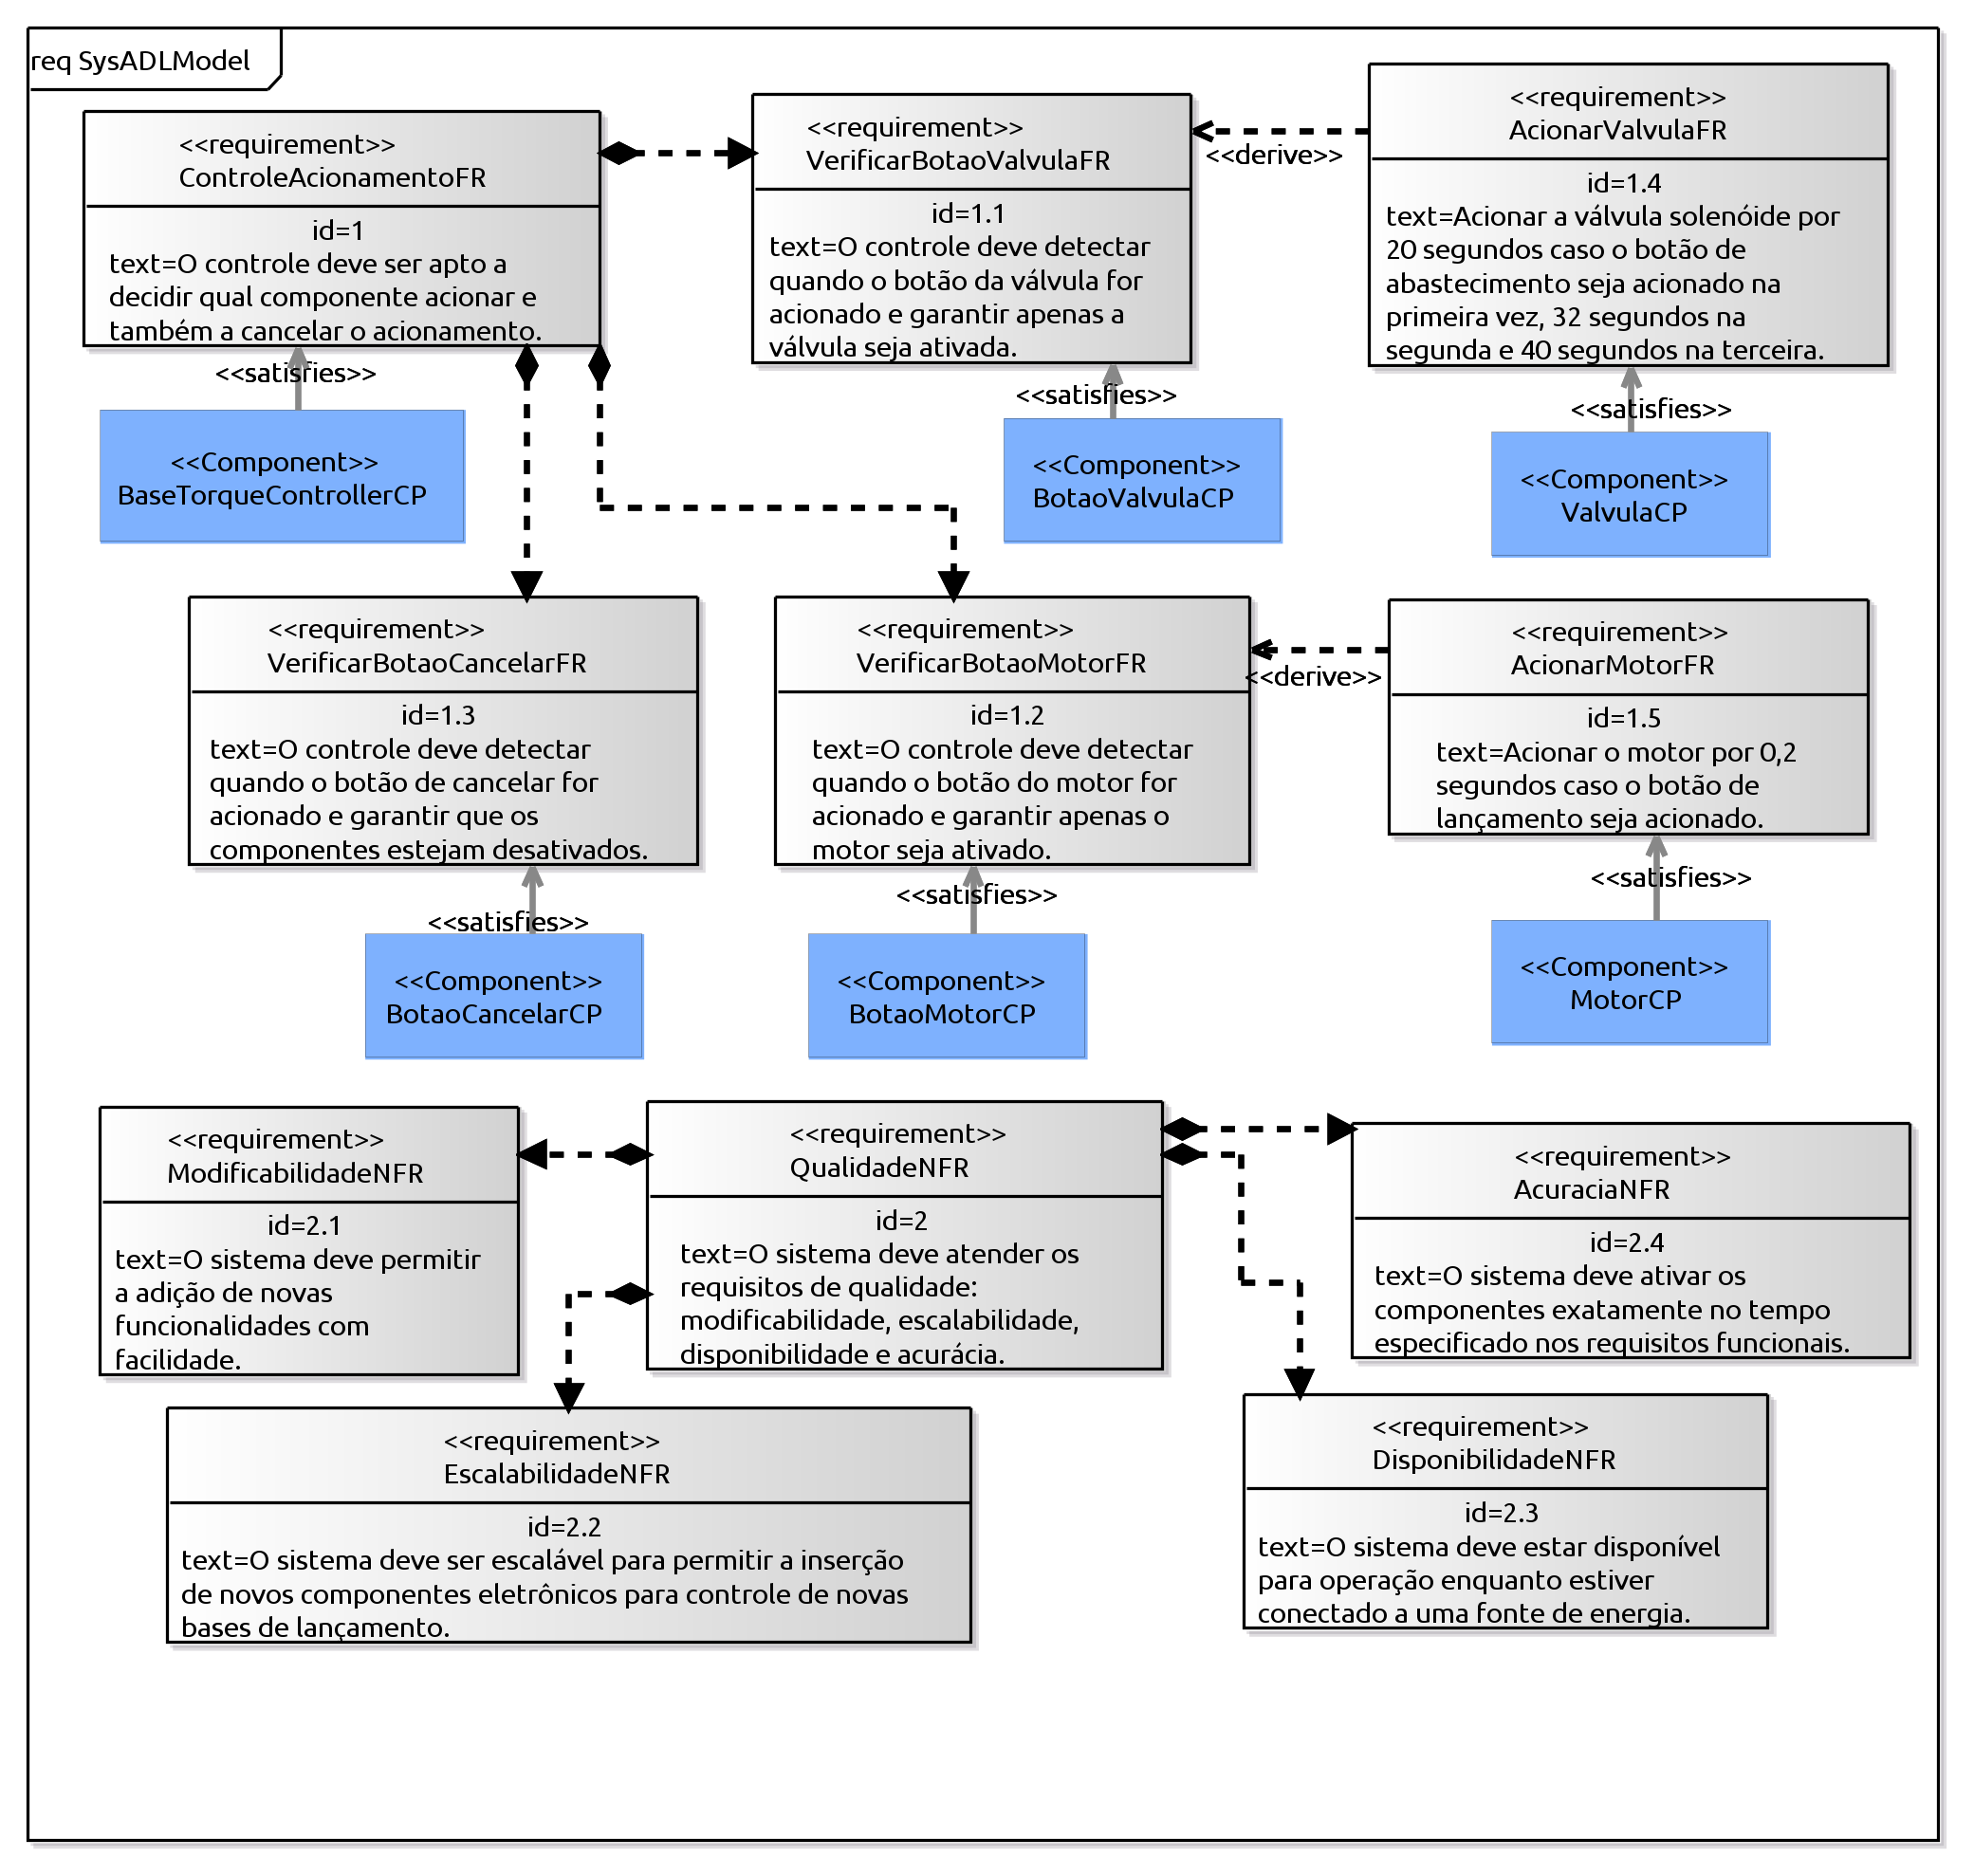 req SysADLModel
<<requirement>>
ControleAcionamentoFR
id=1
text=O controle deve ser apto a
decidir qual componente acionar e
também a cancelar o acionamento.
<<requirement>>
VerificarBotaoValvulaFR
id=1.1
text=O controle deve detectar
quando o botão da válvula for
acionado e garantir apenas a
válvula seja ativada.
<<derive>>
<<requirement>>
AcionarValvulaFR
id=1.4
text=Acionar a válvula solenóide por
20 segundos caso o botão de
abastecimento seja acionado na
primeira vez, 32 segundos na
segunda e 40 segundos na terceira.
<<satisfies>>
<<Component>>
BaseTorqueControllerCP
<<satisfies>>
<<Component>>
BotaoValvulaCP
<<satisfies>>
<<Component>>
ValvulaCP
<<requirement>>
VerificarBotaoCancelarFR
id=1.3
text=O controle deve detectar
quando o botão de cancelar for
acionado e garantir que os
componentes estejam desativados.
<<requirement>>
VerificarBotaoMotorFR
id=1.2
text=O controle deve detectar
quando o botão do motor for
acionado e garantir apenas o
motor seja ativado.
<<derive>>
<<requirement>>
AcionarMotorFR
id=1.5
text=Acionar o motor por 0,2
segundos caso o botão de
lançamento seja acionado.
<<satisfies>>
<<Component>>
BotaoCancelarCP
<<satisfies>>
<<Component>>
BotaoMotorCP
<<satisfies>>
<<Component>>
MotorCP
<<requirement>>
ModificabilidadeNFR
id=2.1
text=O sistema deve permitir
a adição de novas
funcionalidades com
facilidade.
<<requirement>>
QualidadeNFR
id=2
text=O sistema deve atender os
requisitos de qualidade:
modificabilidade, escalabilidade,
disponibilidade e acurácia.
<<requirement>>
AcuraciaNFR
id=2.4
text=O sistema deve ativar os
componentes exatamente no tempo
especificado nos requisitos funcionais.
<<requirement>>
EscalabilidadeNFR
id=2.2
text=O sistema deve ser escalável para permitir a inserção
de novos componentes eletrônicos para controle de novas
bases de lançamento.
<<requirement>>
DisponibilidadeNFR
id=2.3
text=O sistema deve estar disponível
para operação enquanto estiver
conectado a uma fonte de energia.